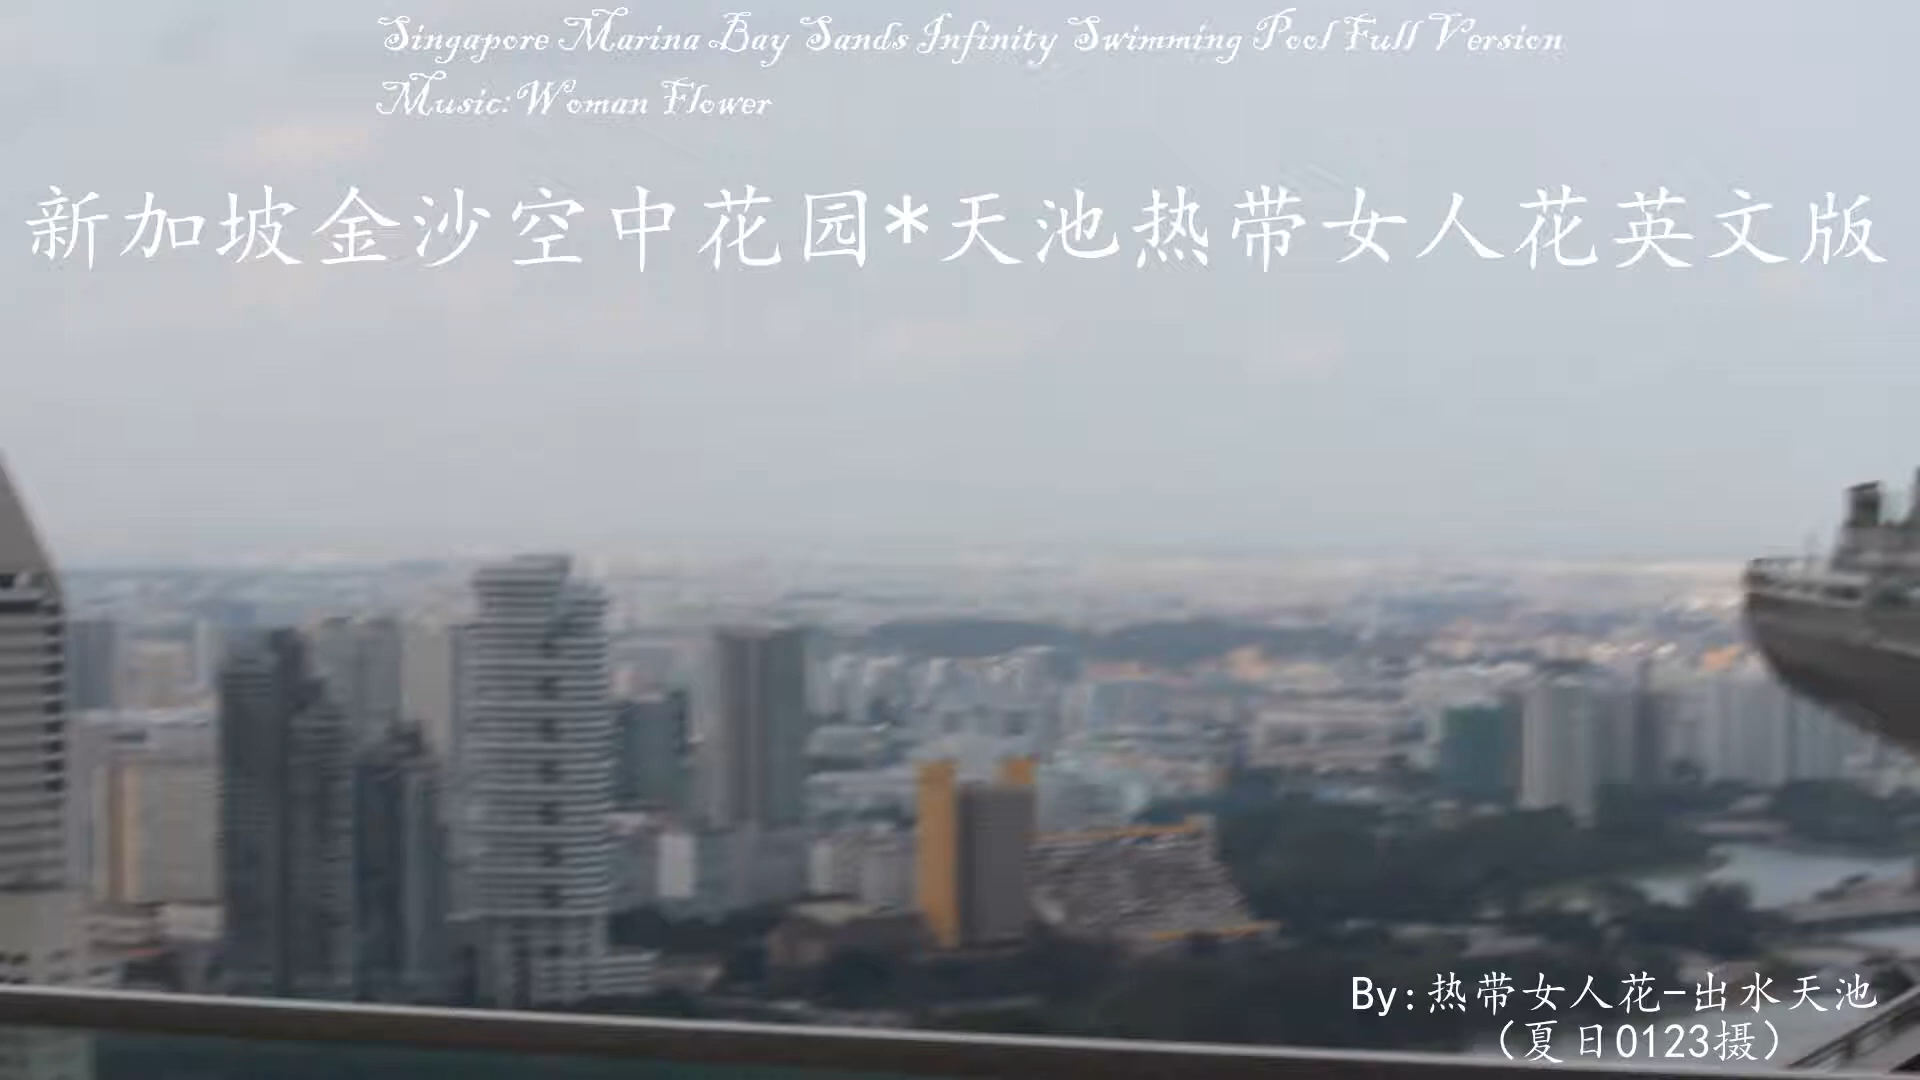 Singapore Marina Bay Sands Infinity Swimming Pool Full Version
Music:Woman Flower
新加坡金沙空中花园*天池热带女人花英文版
By:热带女人花-出水天池
(夏日0123摄)